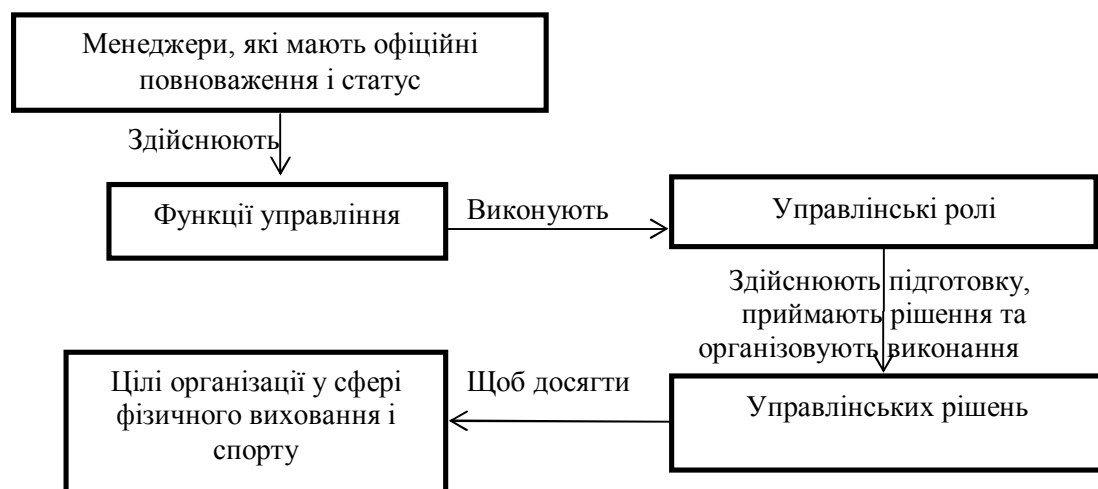 Менеджери, які мають офіційні
повноваження і статус
Здійснюють
Функції управління
Виконують
Управлінські ролі
Здійснюють підготовку,
приймають рішення та
організовують виконання
Управлінських рішень
Щоб досягти
Цілі організації у сфері
фізичного виховання і
спорту